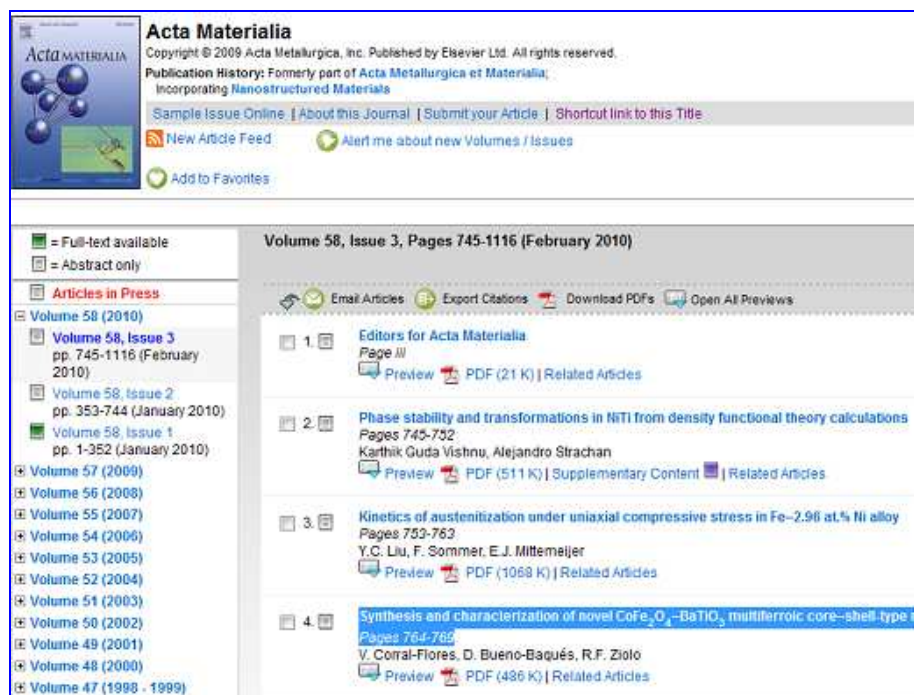 Acta MATERIALIA
Acta Materialia
Copyright © 2009 Acta Metallurgica, Inc. Published by Elsevier Ltd. All rights reserved.
Publication History: Formerly part of Acta Metallurgica et Materialia;
Incorporating Nanostructured Materials
Sample Issue Online | About this Journal | Submit your Article | Shortcut link to this Title
New Article Feed Alert me about new Volumes / Issues
Add to Favorites
= Full-text available
= Abstract only
Articles in Press
Volume 58 (2010)
Volume 58, Issue 3
pp. 745-1116 (February
2010)
Volume 58, Issue 2
pp. 353-744 (January 2010)
Volume 58, Issue 1
pp. 1-352 (January 2010)
Volume 57 (2009)
Volume 56 (2008)
Volume 55 (2007)
Volume 54 (2006)
Volume 53 (2005)
Volume 52 (2004)
Volume 51 (2003)
Volume 50 (2002)
Volume 49 (2001)
Volume 48 (2000)
Volume 47 (1998 - 1999)
Volume 58, Issue 3, Pages 745-1116 (February 2010)
Email Articles Export Citations Download PDFs Open All Previews
1. Editors for Acta Materialia
Page III
Preview PDF (21 K) | Related Articles
2. Phase stability and transformations in NiTi from density functional theory calculations
Pages 745-752
Karthik Guda Vishnu, Alejandro Strachan
Preview PDF (511 K) | Supplementary Content | Related Articles
3. Kinetics of austenitization under uniaxial compressive stress in Fe–2.96 at.% Ni alloy
Pages 753-763
Y.C. Liu, F. Sommer, E.J. Mittemeijer
Preview PDF (1068 K) | Related Articles
4. Synthesis and characterization of novel CoFe₂O₄–BaTiO₃ multiferroic core–shell-type
Pages 764-769
V. Corral-Flores, D. Bueno-Baqués, R.F. Ziolo
Preview PDF (486 K) | Related Articles